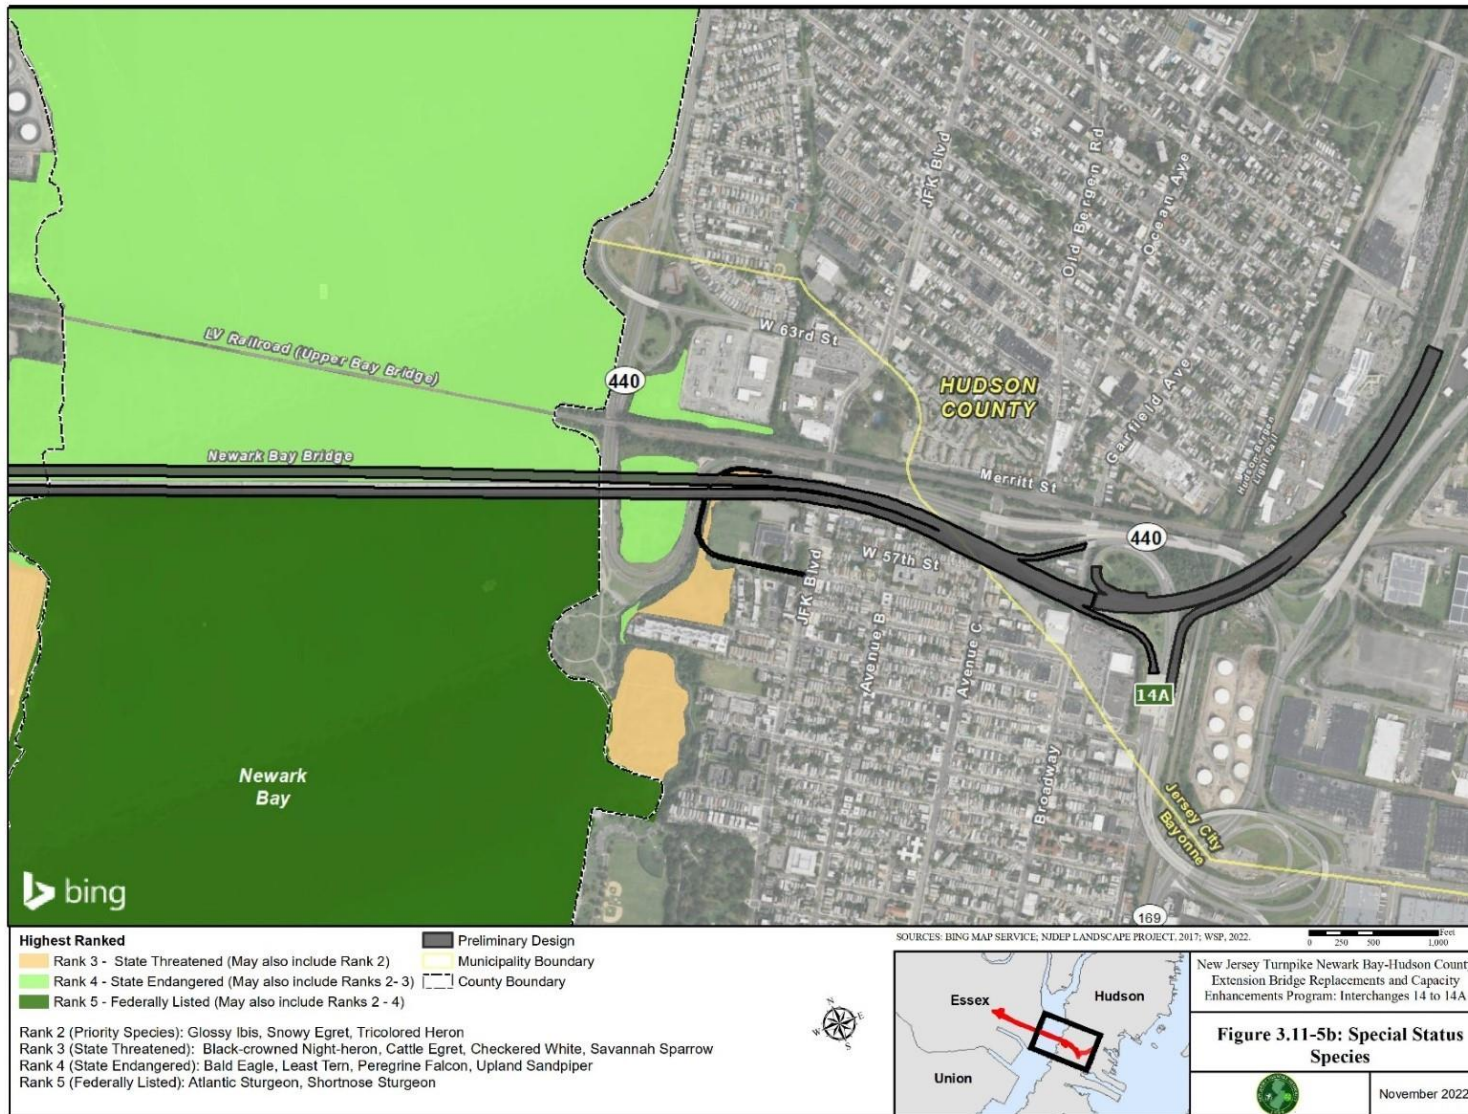 JFK Blvd
Old Bergen Rd
Ocean Ave
W 63rd St
LV Railroad (Upper Bay Bridge)
440
HUDSON
COUNTY
Garfield Ave
Hudson-Bergen
Light Rail
Newark Bay Bridge
Merritt St
440
W 57th St
JFK Blvd
Avenue B
Avenue C
14A
Newark
Bay
Broadway
Jersey City
Bayonne
bing
169
Highest Ranked
Rank 3 - State Threatened (May also include Rank 2)
Rank 4 - State Endangered (May also include Ranks 2- 3)
Rank 5 - Federally Listed (May also include Ranks 2 - 4)
Preliminary Design
Municipality Boundary
County Boundary
Rank 2 (Priority Species): Glossy Ibis, Snowy Egret, Tricolored Heron
Rank 3 (State Threatened): Black-crowned Night-heron, Cattle Egret, Checkered White, Savannah Sparrow
Rank 4 (State Endangered): Bald Eagle, Least Tern, Peregrine Falcon, Upland Sandpiper
Rank 5 (Federally Listed): Atlantic Sturgeon, Shortnose Sturgeon
N
E
S
W
SOURCES: BING MAP SERVICE; NJDEP LANDSCAPE PROJECT, 2017; WSP, 2022.
Feet
0 250 500 1,000
Essex
Hudson
Union
New Jersey Turnpike Newark Bay-Hudson County
Extension Bridge Replacements and Capacity
Enhancements Program: Interchanges 14 to 14A
Figure 3.11-5b: Special Status
Species
November 2022